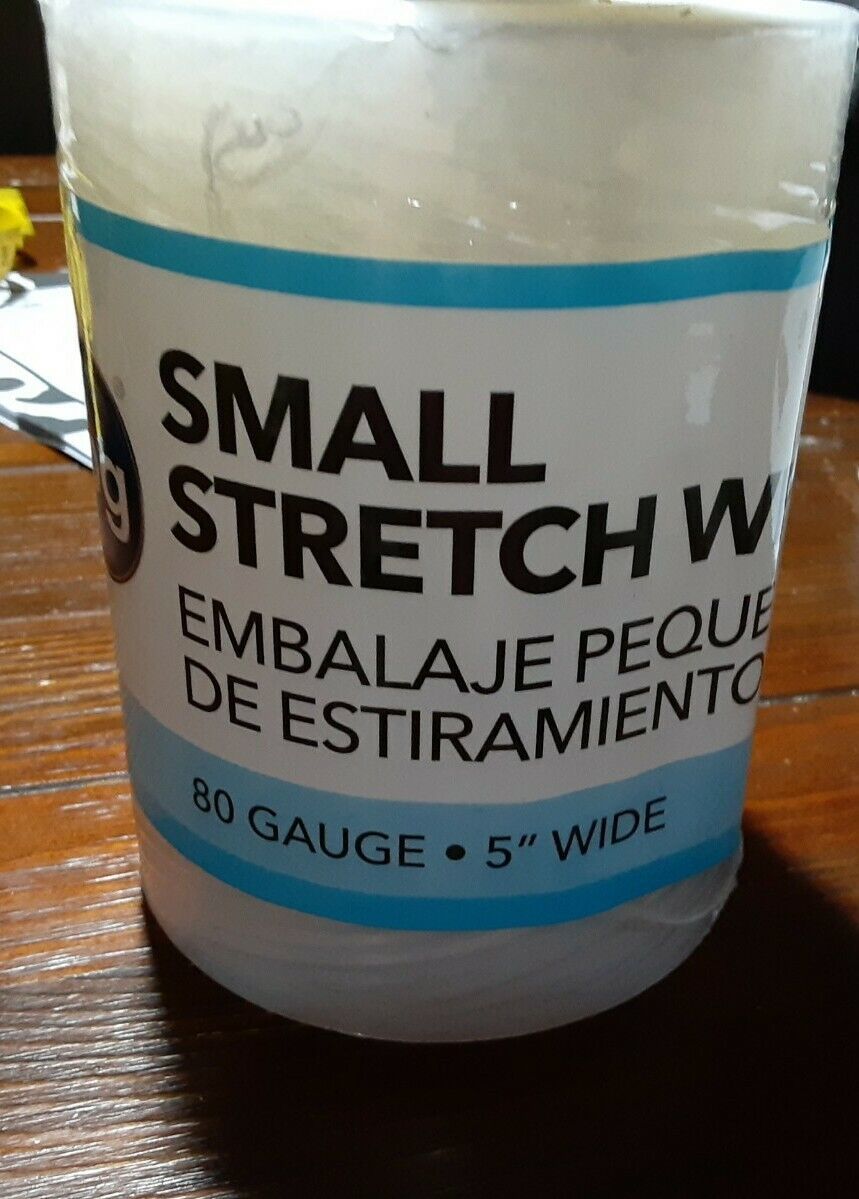 SMALL
STRETCH W
EMBALAJE PEQUE
DE ESTIRAMIENTO
80 GAUGE • 5" WIDE
g
®